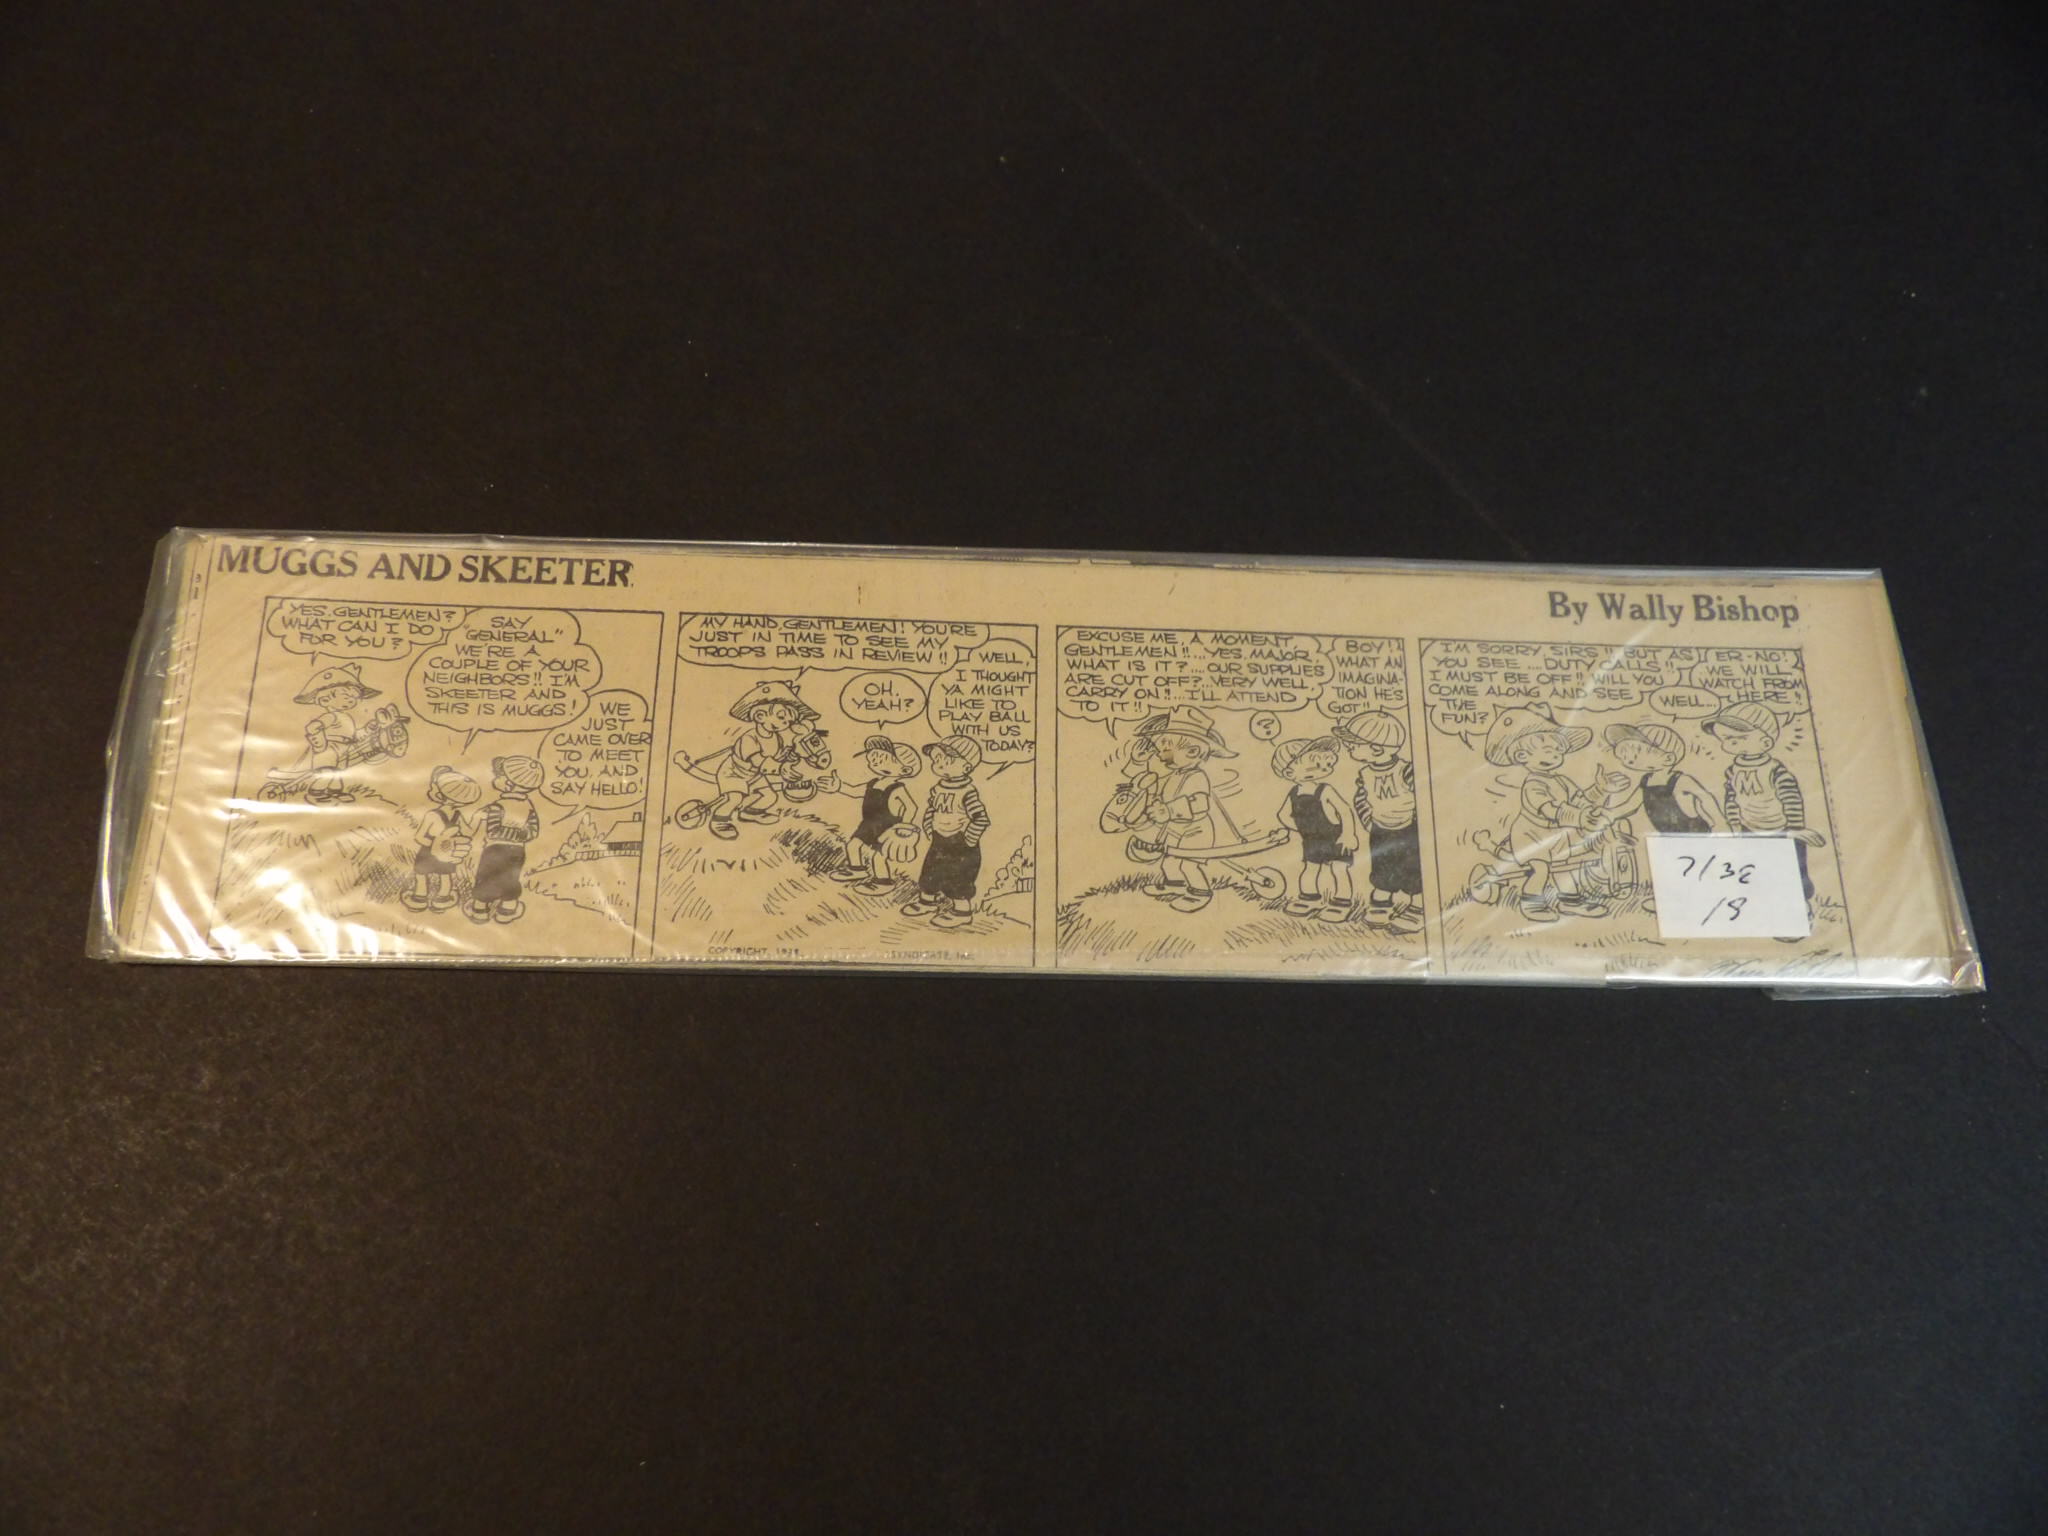 MUGGS AND SKEETER
By Wally Bishop
YES, GENTLEMEN?
WHAT CAN I DO
FOR YOU?
SAY
"GENERAL"
WE'RE A
COUPLE OF YOUR
NEIGHBORS!! I'M
SKEETER AND
THIS IS MUGGS!
WE
JUST
CAME OVER
TO MEET
YOU, AND
SAY HELLO!
MY HAND, GENTLEMEN! YOU'RE
JUST IN TIME TO SEE MY
TROOPS PASS IN REVIEW!!
OH,
YEAH?
WELL,
I THOUGHT
YA MIGHT
LIKE TO
PLAY BALL
WITH US
TODAY?
COPYRIGHT,
SYNDICATE, INC.
EXCUSE ME, A MOMENT,
GENTLEMEN!!....YES, MAJOR,
WHAT IS IT?....OUR SUPPLIES
ARE CUT OFF?..VERY WELL,
CARRY ON!!...I'LL ATTEND
TO IT!!
?
BOY!!
WHAT AN
IMAGINA-
TION HE'S
GOT!!
M
I'M SORRY, SIRS!! BUT AS
YOU SEE....DUTY CALLS!!
I MUST BE OFF!! WILL YOU
COME ALONG AND SEE
THE
FUN?
WELL...
ER-NO!
WE WILL
WATCH FROM
HERE!!
M
M
7/38
18